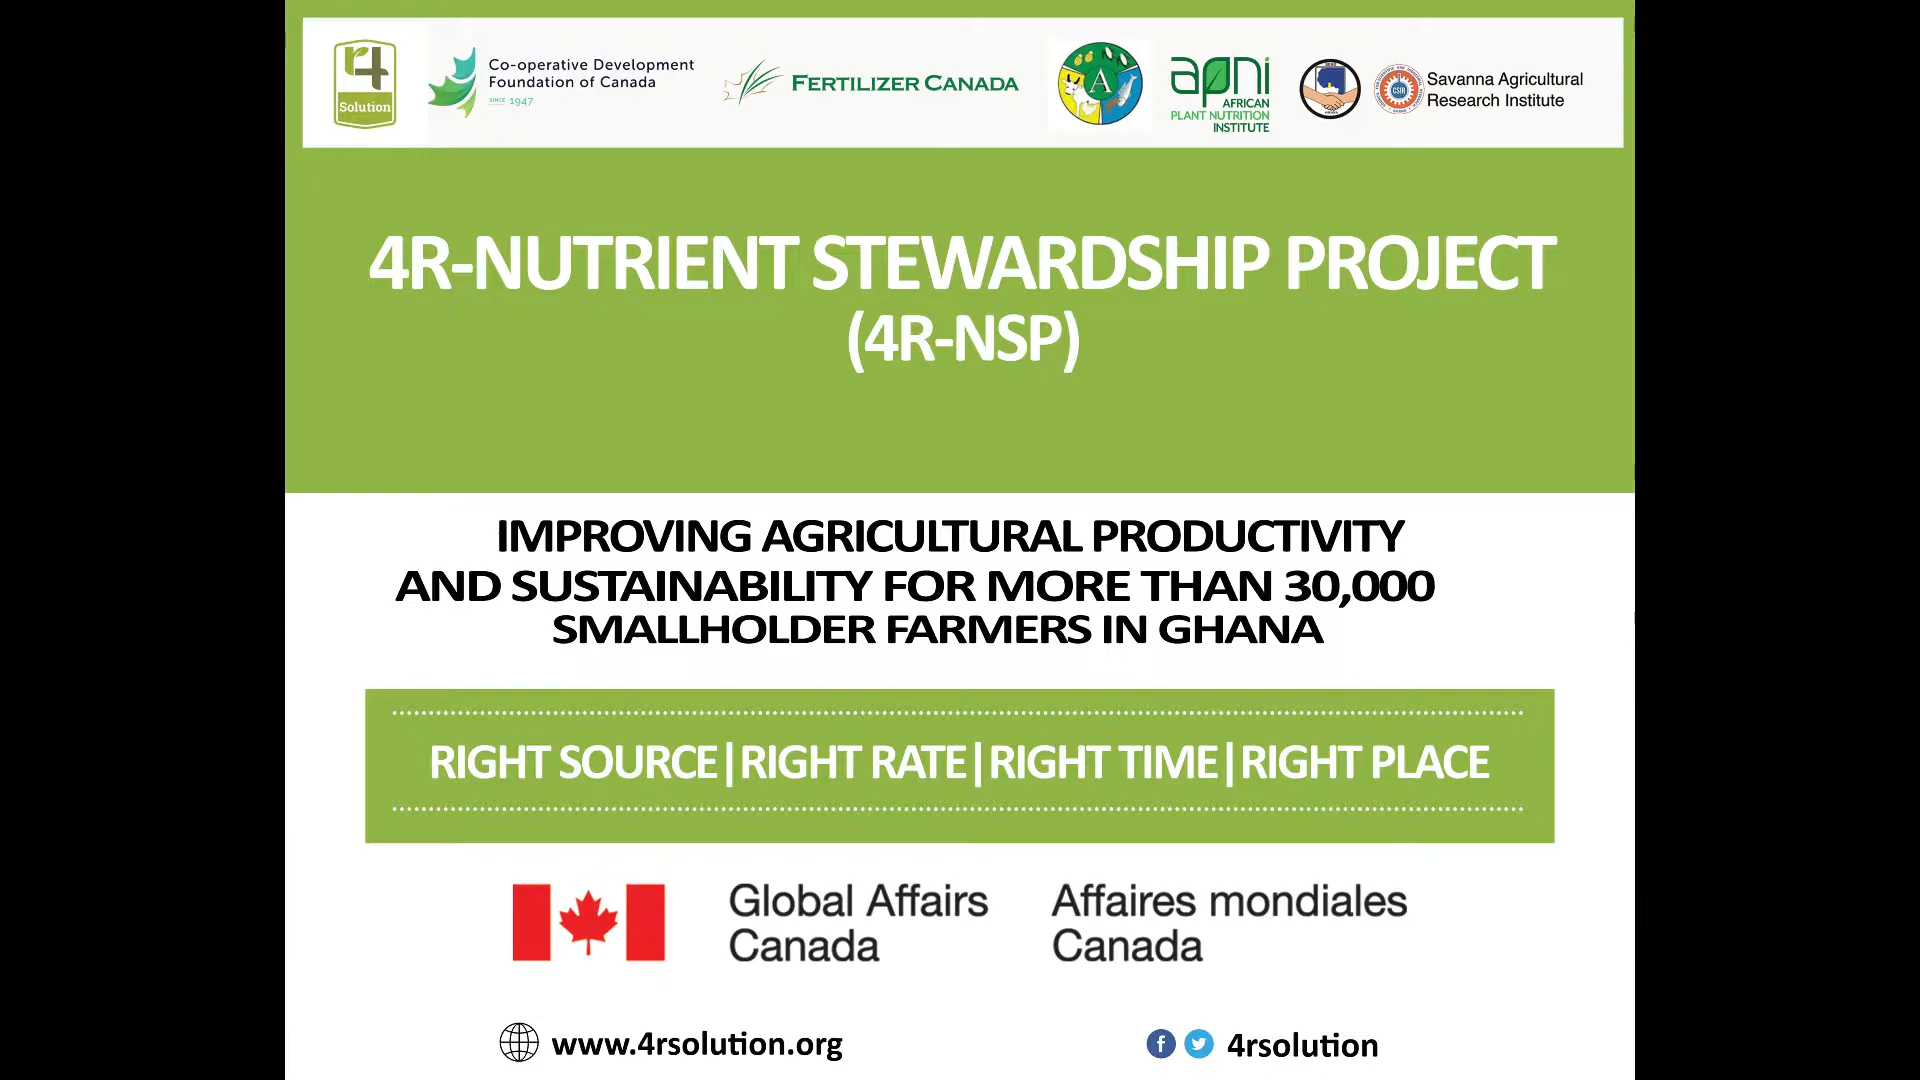 r4
Solution
Co-operative Development
Foundation of Canada
SINCE 1947
FERTILIZER CANADA
A
apni
AFRICAN
PLANT NUTRITION
INSTITUTE
CSIR
Savanna Agricultural
Research Institute
4R-NUTRIENT STEWARDSHIP PROJECT
(4R-NSP)
IMPROVING AGRICULTURAL PRODUCTIVITY
AND SUSTAINABILITY FOR MORE THAN 30,000
SMALLHOLDER FARMERS IN GHANA
RIGHT SOURCE|RIGHT RATE|RIGHT TIME|RIGHT PLACE
Global Affairs
Canada
Affaires mondiales
Canada
www.4rsolution.org
4rsolution